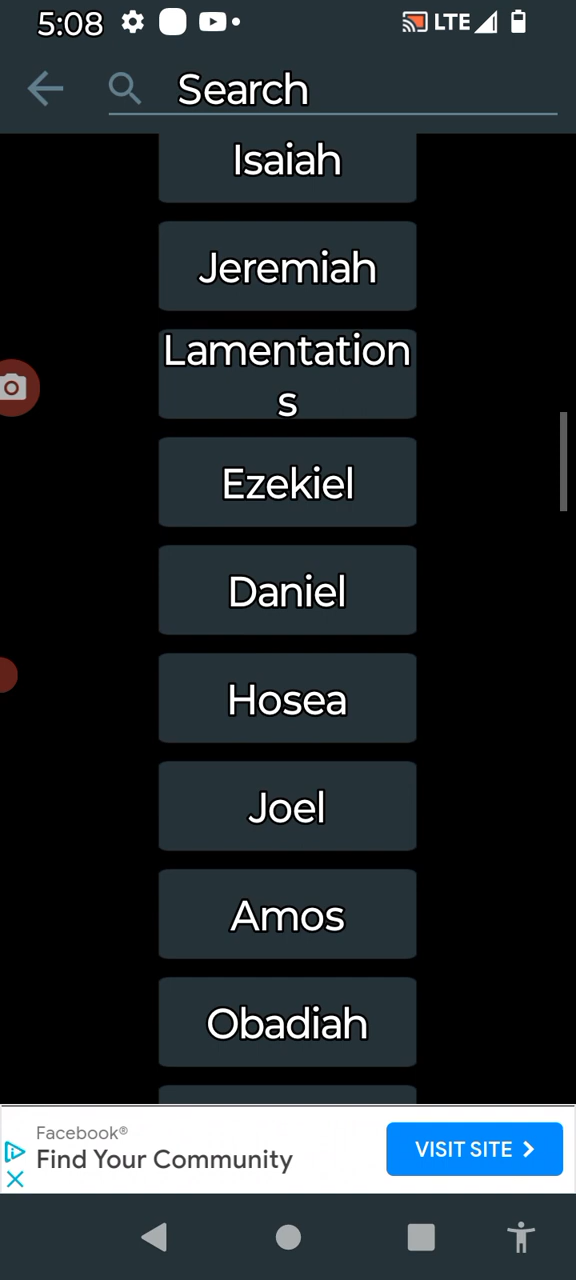 5:08
LTE
Search
Isaiah
Jeremiah
Lamentation
s
Ezekiel
Daniel
Hosea
Joel
Amos
Obadiah
Facebook®
Find Your Community
VISIT SITE